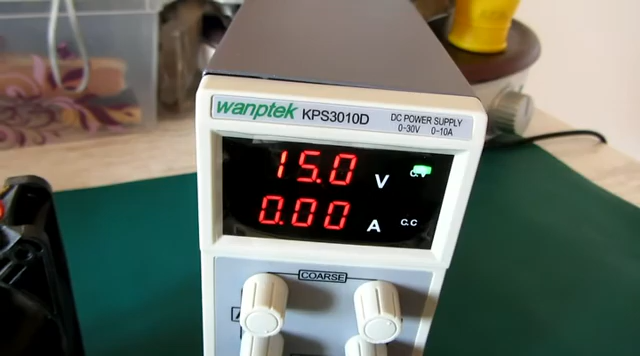 wanptek KPS3010D
DC POWER SUPPLY
0~30V 0~10A
15.0 V C.V
0.00 A C.C
COARSE